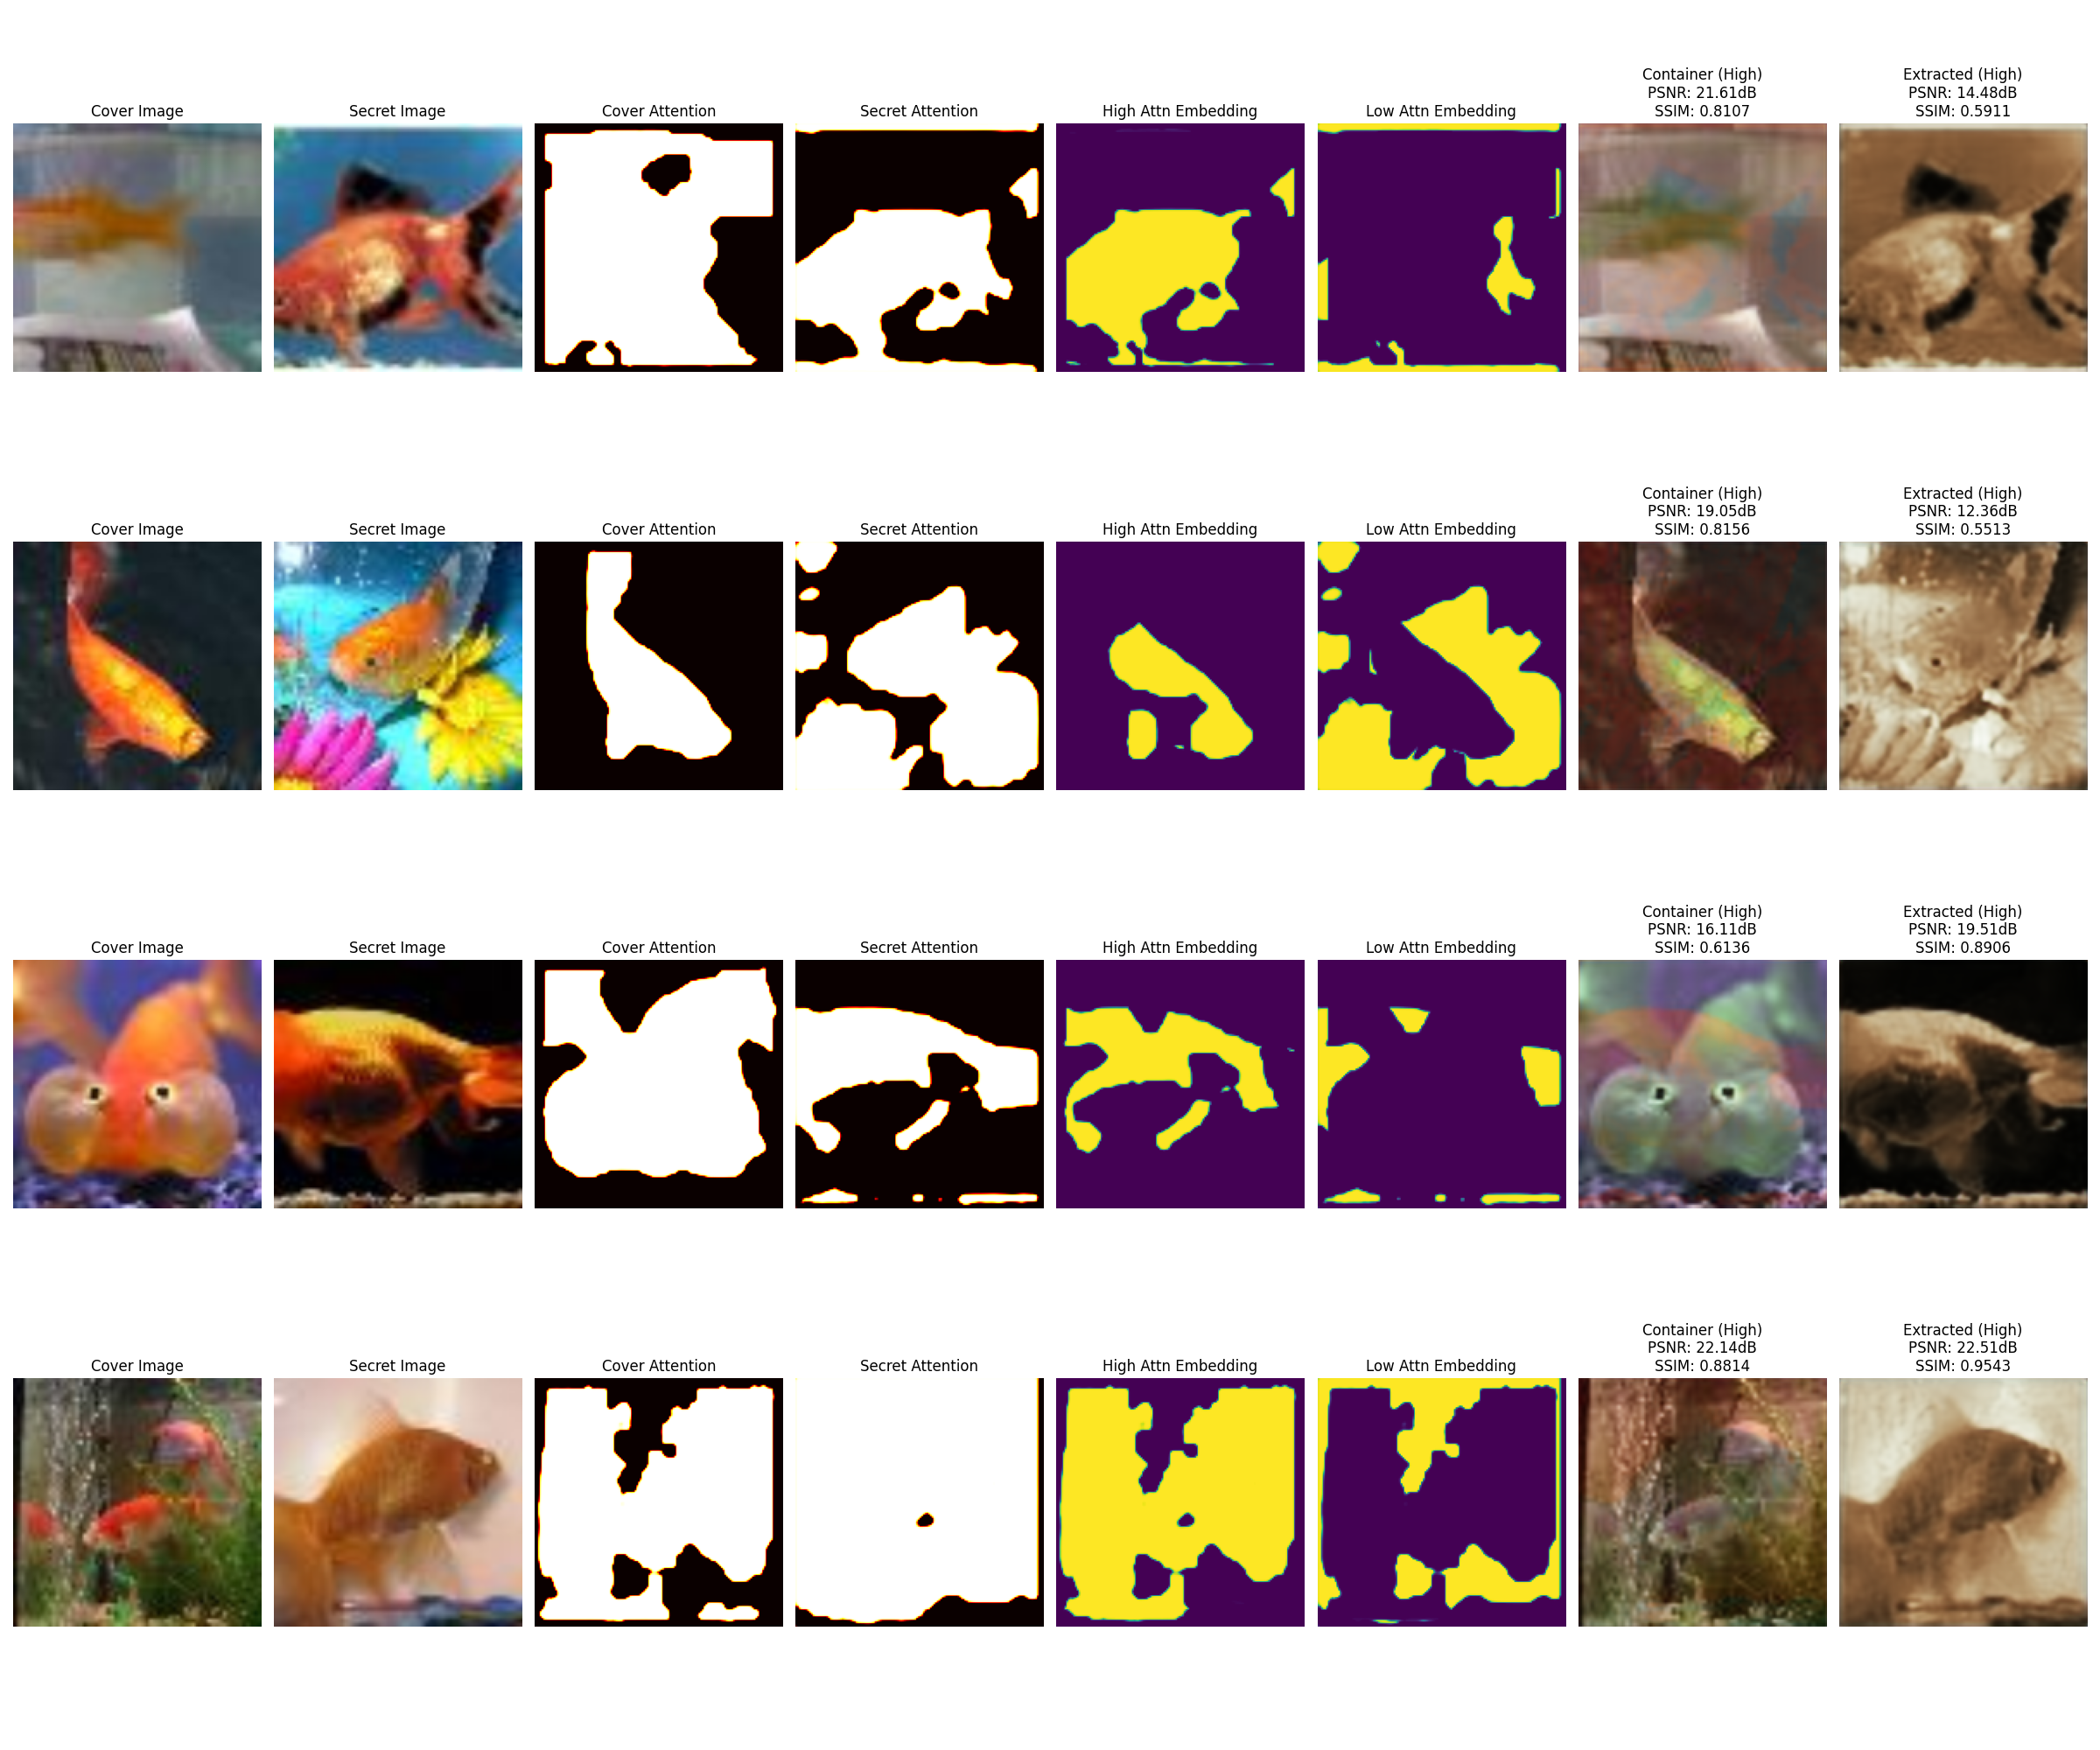 Cover Image
Secret Image
Cover Attention
Secret Attention
High Attn Embedding
Low Attn Embedding
Container (High)
PSNR: 21.61dB
SSIM: 0.8107
Extracted (High)
PSNR: 14.48dB
SSIM: 0.5911
Cover Image
Secret Image
Cover Attention
Secret Attention
High Attn Embedding
Low Attn Embedding
Container (High)
PSNR: 19.05dB
SSIM: 0.8156
Extracted (High)
PSNR: 12.36dB
SSIM: 0.5513
Cover Image
Secret Image
Cover Attention
Secret Attention
High Attn Embedding
Low Attn Embedding
Container (High)
PSNR: 16.11dB
SSIM: 0.6136
Extracted (High)
PSNR: 19.51dB
SSIM: 0.8906
Cover Image
Secret Image
Cover Attention
Secret Attention
High Attn Embedding
Low Attn Embedding
Container (High)
PSNR: 22.14dB
SSIM: 0.8814
Extracted (High)
PSNR: 22.51dB
SSIM: 0.9543